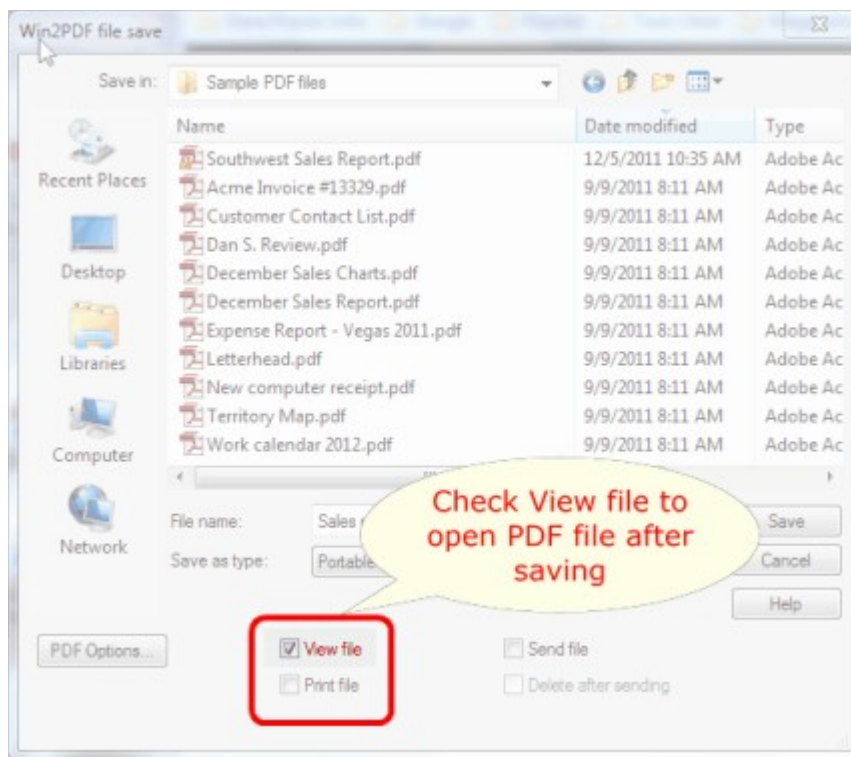 Win2PDF file save
Save in: Sample PDF files
Name Date modified Type
Southwest Sales Report.pdf 12/5/2011 10:35 AM Adobe Ac
Recent Places
Acme Invoice #13329.pdf 9/9/2011 8:11 AM Adobe Ac
Customer Contact List.pdf 9/9/2011 8:11 AM Adobe Ac
Dan S. Review.pdf 9/9/2011 8:11 AM Adobe Ac
Desktop
December Sales Charts.pdf 9/9/2011 8:11 AM Adobe Ac
December Sales Report.pdf 9/9/2011 8:11 AM Adobe Ac
Expense Report - Vegas 2011.pdf 9/9/2011 8:11 AM Adobe Ac
Libraries
Letterhead.pdf 9/9/2011 8:11 AM Adobe Ac
New computer receipt.pdf 9/9/2011 8:11 AM Adobe Ac
Territory Map.pdf 9/9/2011 8:11 AM Adobe Ac
Work calendar 2012.pdf 9/9/2011 8:11 AM Adobe Ac
Computer
Network
File name: Sales
Save
Save as type: Portable
Cancel
Help
Check View file to
open PDF file after
saving
PDF Options...
View file
Send file
Print file
Delete after sending